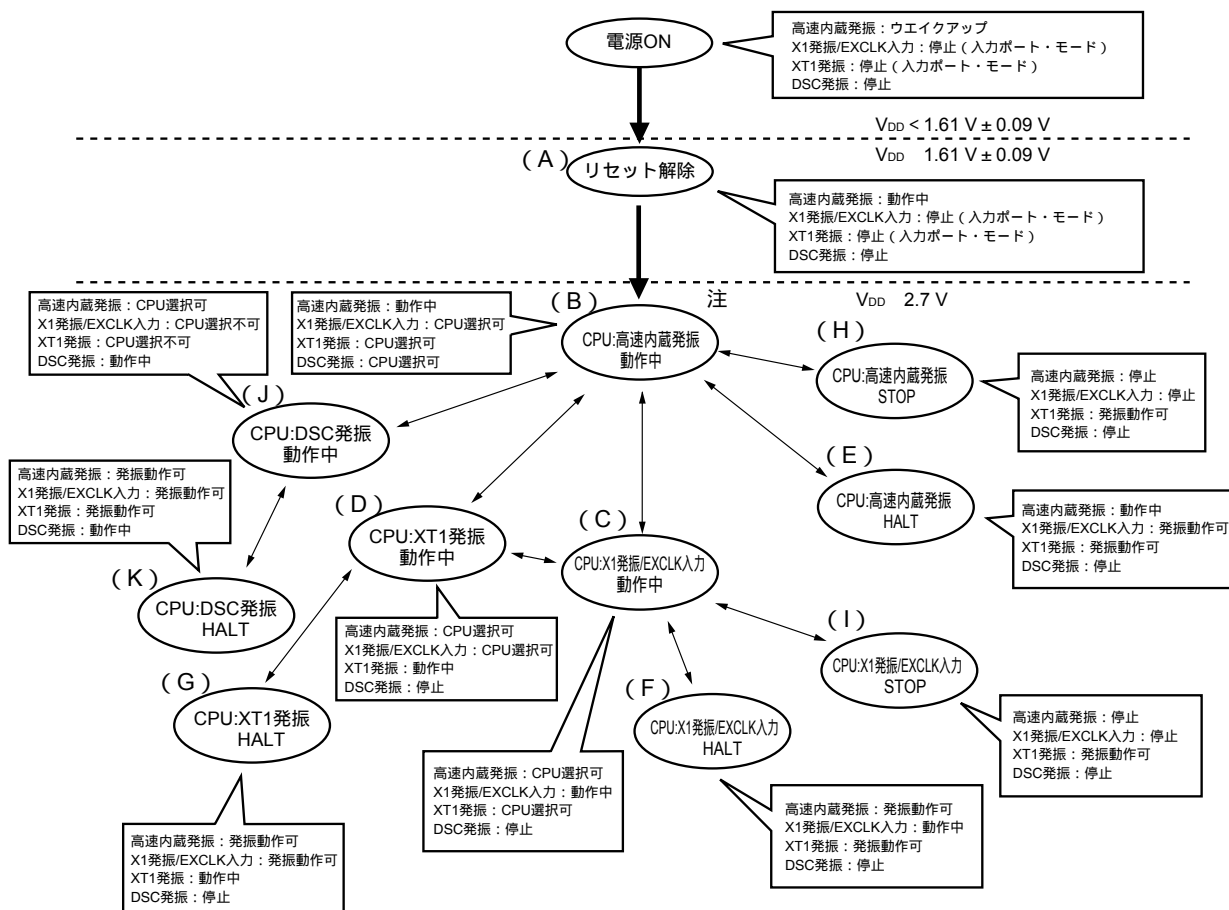 電源ON
高速内蔵発振：ウエイクアップ
X1発振/EXCLK入力：停止（入力ポート・モード）
XT1発振：停止（入力ポート・モード）
DSC発振：停止
VDD < 1.61 V ± 0.09 V
VDD 1.61 V ± 0.09 V
（A）
リセット解除
高速内蔵発振：動作中
X1発振/EXCLK入力：停止（入力ポート・モード）
XT1発振：停止（入力ポート・モード）
DSC発振：停止
注
VDD 2.7 V
高速内蔵発振：CPU選択可
X1発振/EXCLK入力：CPU選択不可
XT1発振：CPU選択不可
DSC発振：動作中
高速内蔵発振：動作中
X1発振/EXCLK入力：CPU選択可
XT1発振：CPU選択可
DSC発振：CPU選択可
（B）
CPU:高速内蔵発振
動作中
（H）
CPU:高速内蔵発振
STOP
高速内蔵発振：停止
X1発振/EXCLK入力：停止
XT1発振：発振動作可
DSC発振：停止
（J）
CPU:DSC発振
動作中
（E）
CPU:高速内蔵発振
HALT
高速内蔵発振：動作中
X1発振/EXCLK入力：発振動作可
XT1発振：発振動作可
DSC発振：停止
高速内蔵発振：発振動作可
X1発振/EXCLK入力：発振動作可
XT1発振：発振動作可
DSC発振：動作中
（D）
CPU:XT1発振
動作中
（C）
CPU:X1発振/EXCLK入力
動作中
（K）
CPU:DSC発振
HALT
高速内蔵発振：CPU選択可
X1発振/EXCLK入力：CPU選択可
XT1発振：動作中
DSC発振：停止
（I）
CPU:X1発振/EXCLK入力
STOP
（G）
CPU:XT1発振
HALT
（F）
CPU:X1発振/EXCLK入力
HALT
高速内蔵発振：停止
X1発振/EXCLK入力：停止
XT1発振：発振動作可
DSC発振：停止
高速内蔵発振：CPU選択可
X1発振/EXCLK入力：動作中
XT1発振：CPU選択可
DSC発振：停止
高速内蔵発振：発振動作可
X1発振/EXCLK入力：動作中
XT1発振：発振動作可
DSC発振：停止
高速内蔵発振：発振動作可
X1発振/EXCLK入力：発振動作可
XT1発振：動作中
DSC発振：停止